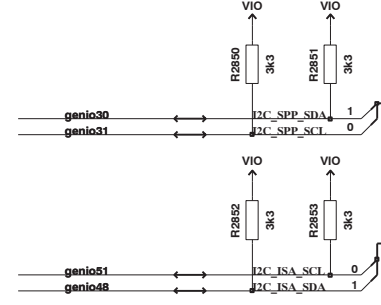 VIO VIO
R2850 3k3 R2851 3k3
genio30 I2C_SPP_SDA 1
genio31 I2C_SPP_SCL 0
VIO VIO
R2852 3k3 R2853 3k3
genio51 I2C_ISA_SCL 0
genio48 I2C_ISA_SDA 1